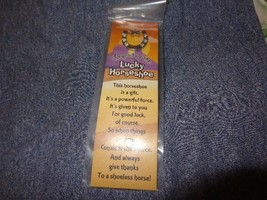 Lucky
Horseshoe
This horseshoe
is a gift.
It's a powerful force.
It's given to you
For good luck,
of course.
So when things
And always
give thanks
To a shoeless horse!